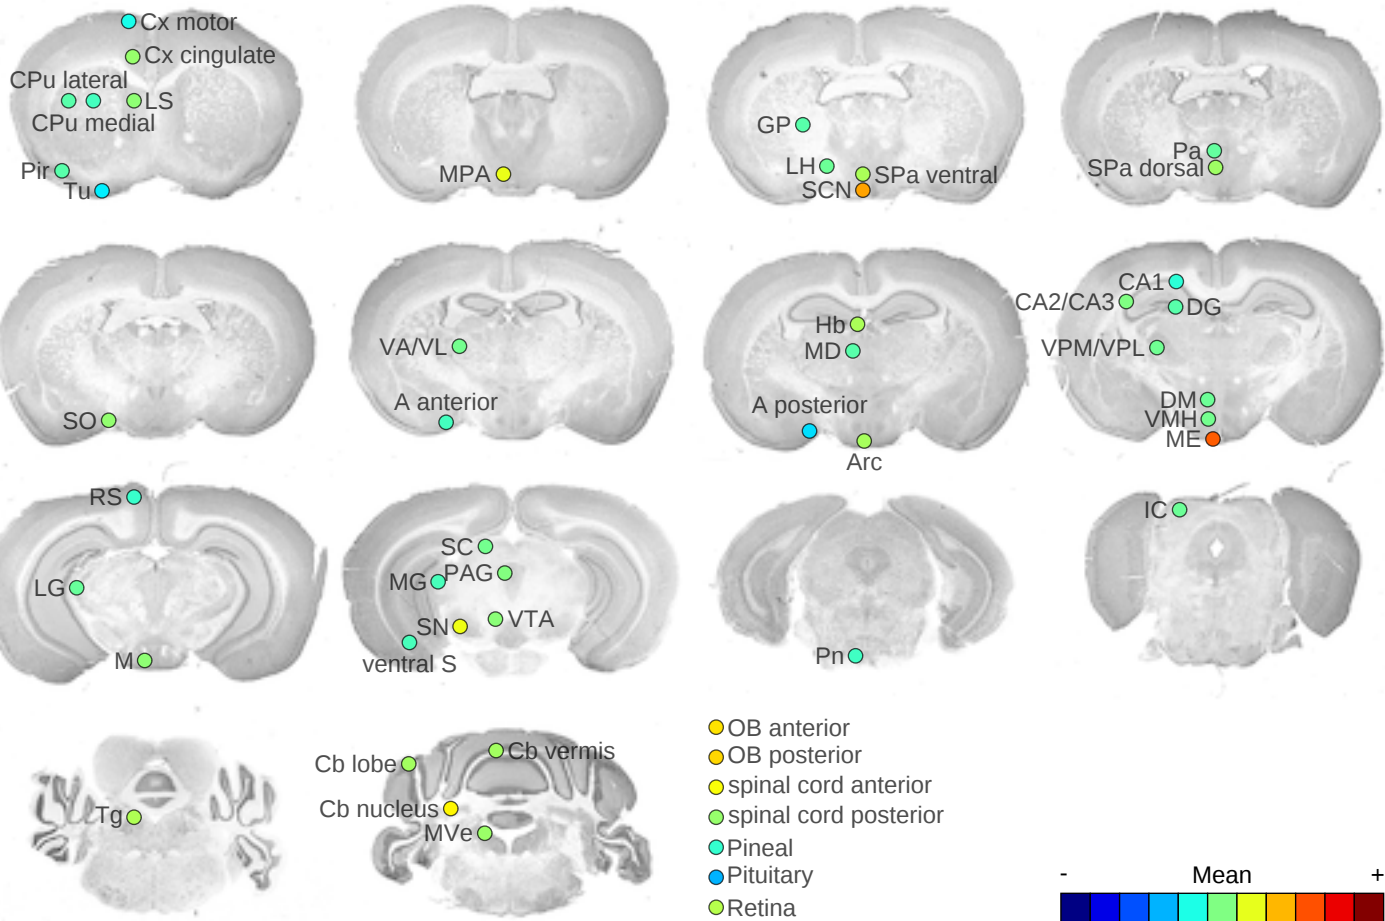 Cx motor
Cx cingulate
CPu lateral
LS
CPu medial
Pir
Tu
MPA
GP
LH
SPa ventral
SCN
Pa
SPa dorsal
SO
VA/VL
A anterior
Hb
MD
A posterior
Arc
CA1
CA2/CA3
DG
VPM/VPL
DM
VMH
ME
RS
LG
M
SC
PAG
MG
VTA
SN
ventral S
Pn
IC
Tg
Cb vermis
Cb lobe
Cb nucleus
MVe
OB anterior
OB posterior
spinal cord anterior
spinal cord posterior
Pineal
Pituitary
Retina
- Mean +